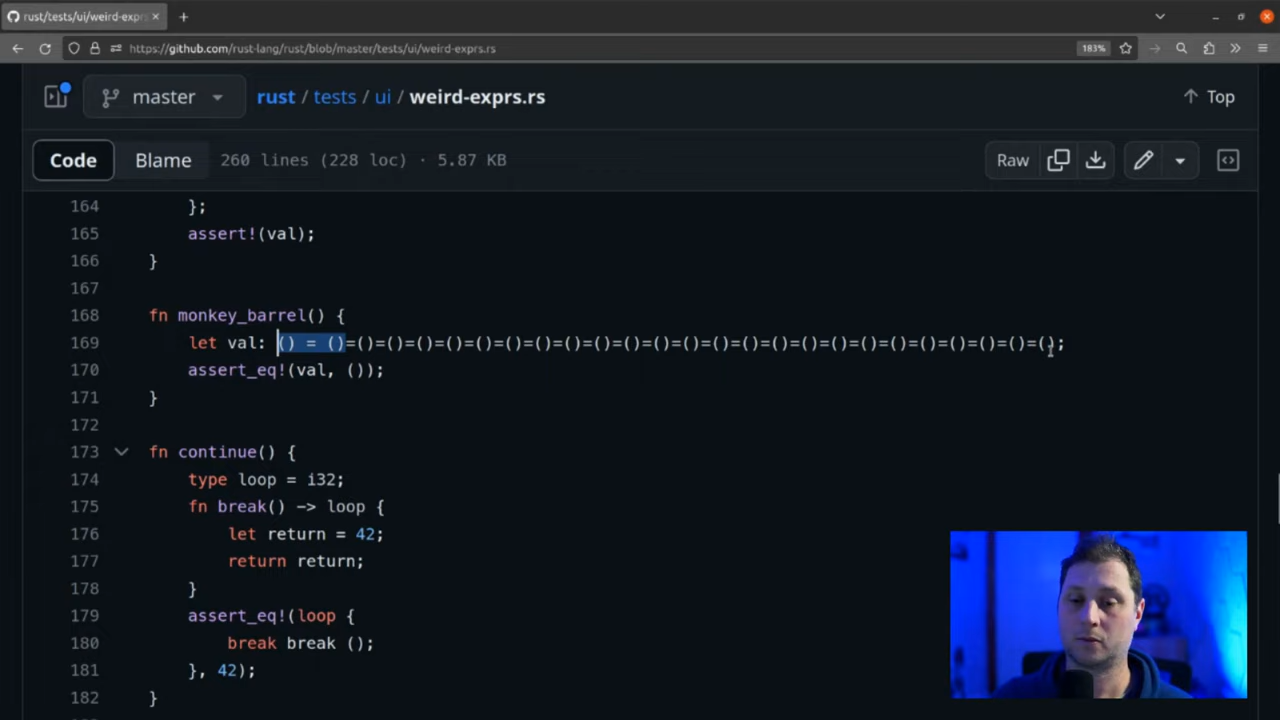 rust/tests/ui/weird-exprs
https://github.com/rust-lang/rust/blob/master/tests/ui/weird-exprs.rs
183%
master
rust / tests / ui / weird-exprs.rs
Top
Code
Blame
260 lines (228 loc) · 5.87 KB
Raw
164 };
165 assert!(val);
166 }
167
168 fn monkey_barrel() {
169 let val: () = ()=()=()=()=()=()=()=()=()=()=()=()=()=()=()=()=()=()=()=()=()=()=()=()=();
170 assert_eq!(val, ());
171 }
172
173 fn continue() {
174 type loop = i32;
175 fn break() -> loop {
176 let return = 42;
177 return return;
178 }
179 assert_eq!(loop {
180 break break ();
181 }, 42);
182 }